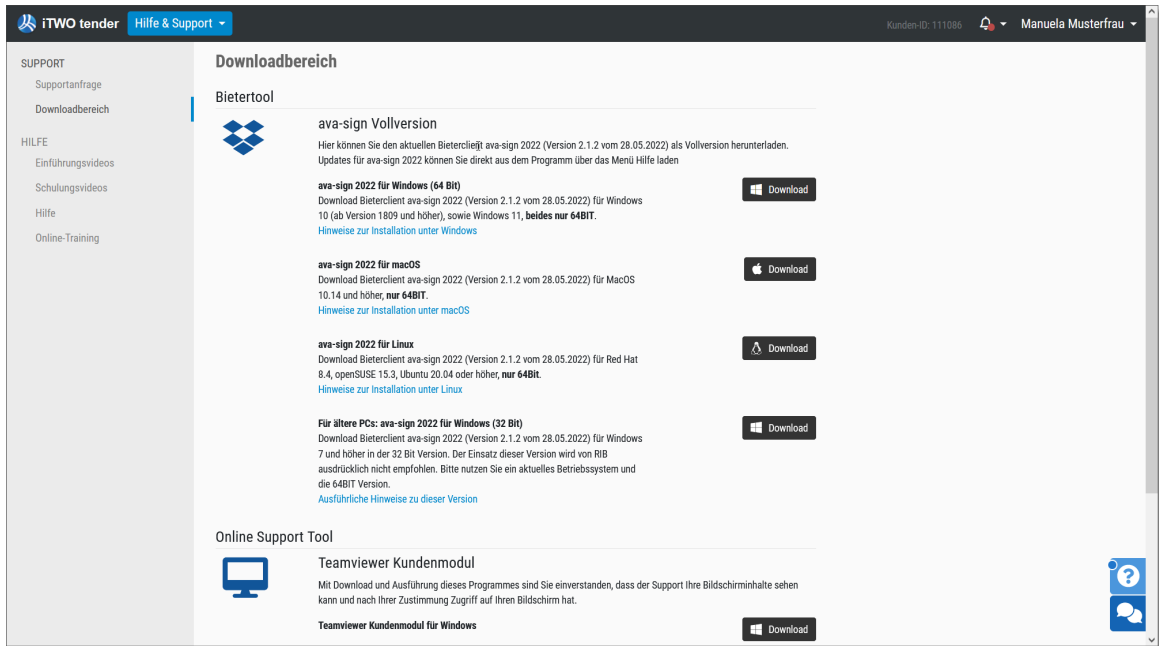 iTWO tender
Hilfe & Support
Kunden-ID: 111086
Manuela Musterfrau
SUPPORT
Supportanfrage
Downloadbereich
HILFE
Einführungsvideos
Schulungsvideos
Hilfe
Online-Training
Downloadbereich
Bietertool
ava-sign Vollversion
Hier können Sie den aktuellen Bieterclient ava-sign 2022 (Version 2.1.2 vom 28.05.2022) als Vollversion herunterladen.
Updates für ava-sign 2022 können Sie direkt aus dem Programm über das Menü Hilfe laden
ava-sign 2022 für Windows (64 Bit)
Download
Download Bieterclient ava-sign 2022 (Version 2.1.2 vom 28.05.2022) für Windows
10 (ab Version 1809 und höher), sowie Windows 11, beides nur 64BIT.
Hinweise zur Installation unter Windows
ava-sign 2022 für macOS
Download
Download Bieterclient ava-sign 2022 (Version 2.1.2 vom 28.05.2022) für MacOS
10.14 und höher, nur 64BIT.
Hinweise zur Installation unter macOS
ava-sign 2022 für Linux
Download
Download Bieterclient ava-sign 2022 (Version 2.1.2 vom 28.05.2022) für Red Hat
8.4, openSUSE 15.3, Ubuntu 20.04 oder höher, nur 64Bit.
Hinweise zur Installation unter Linux
Für ältere PCs: ava-sign 2022 für Windows (32 Bit)
Download
Download Bieterclient ava-sign 2022 (Version 2.1.2 vom 28.05.2022) für Windows
7 und höher in der 32 Bit Version. Der Einsatz dieser Version wird von RIB
ausdrücklich nicht empfohlen. Bitte nutzen Sie ein aktuelles Betriebssystem und
die 64BIT Version.
Ausführliche Hinweise zu dieser Version
Online Support Tool
Teamviewer Kundenmodul
Mit Download und Ausführung dieses Programmes sind Sie einverstanden, dass der Support Ihre Bildschirminhalte sehen
kann und nach Ihrer Zustimmung Zugriff auf Ihren Bildschirm hat.
Teamviewer Kundenmodul für Windows
Download